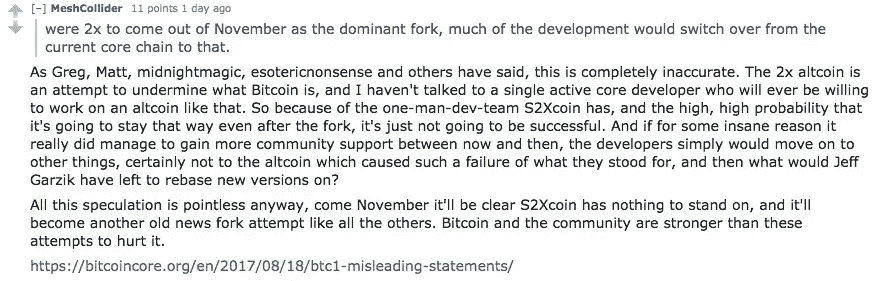 [-] MeshCollider 11 points 1 day ago
were 2x to come out of November as the dominant fork, much of the development would switch over from the
current core chain to that.
As Greg, Matt, midnightmagic, esotericnonsense and others have said, this is completely inaccurate. The 2x altcoin is
an attempt to undermine what Bitcoin is, and I haven't talked to a single active core developer who will ever be willing
to work on an altcoin like that. So because of the one-man-dev-team S2Xcoin has, and the high, high probability that
it's going to stay that way even after the fork, it's just not going to be successful. And if for some insane reason it
really did manage to gain more community support between now and then, the developers simply would move on to
other things, certainly not to the altcoin which caused such a failure of what they stood for, and then what would Jeff
Garzik have left to rebase new versions on?
All this speculation is pointless anyway, come November it'll be clear S2Xcoin has nothing to stand on, and it'll
become another old news fork attempt like all the others. Bitcoin and the community are stronger than these
attempts to hurt it.
https://bitcoincore.org/en/2017/08/18/btc1-misleading-statements/